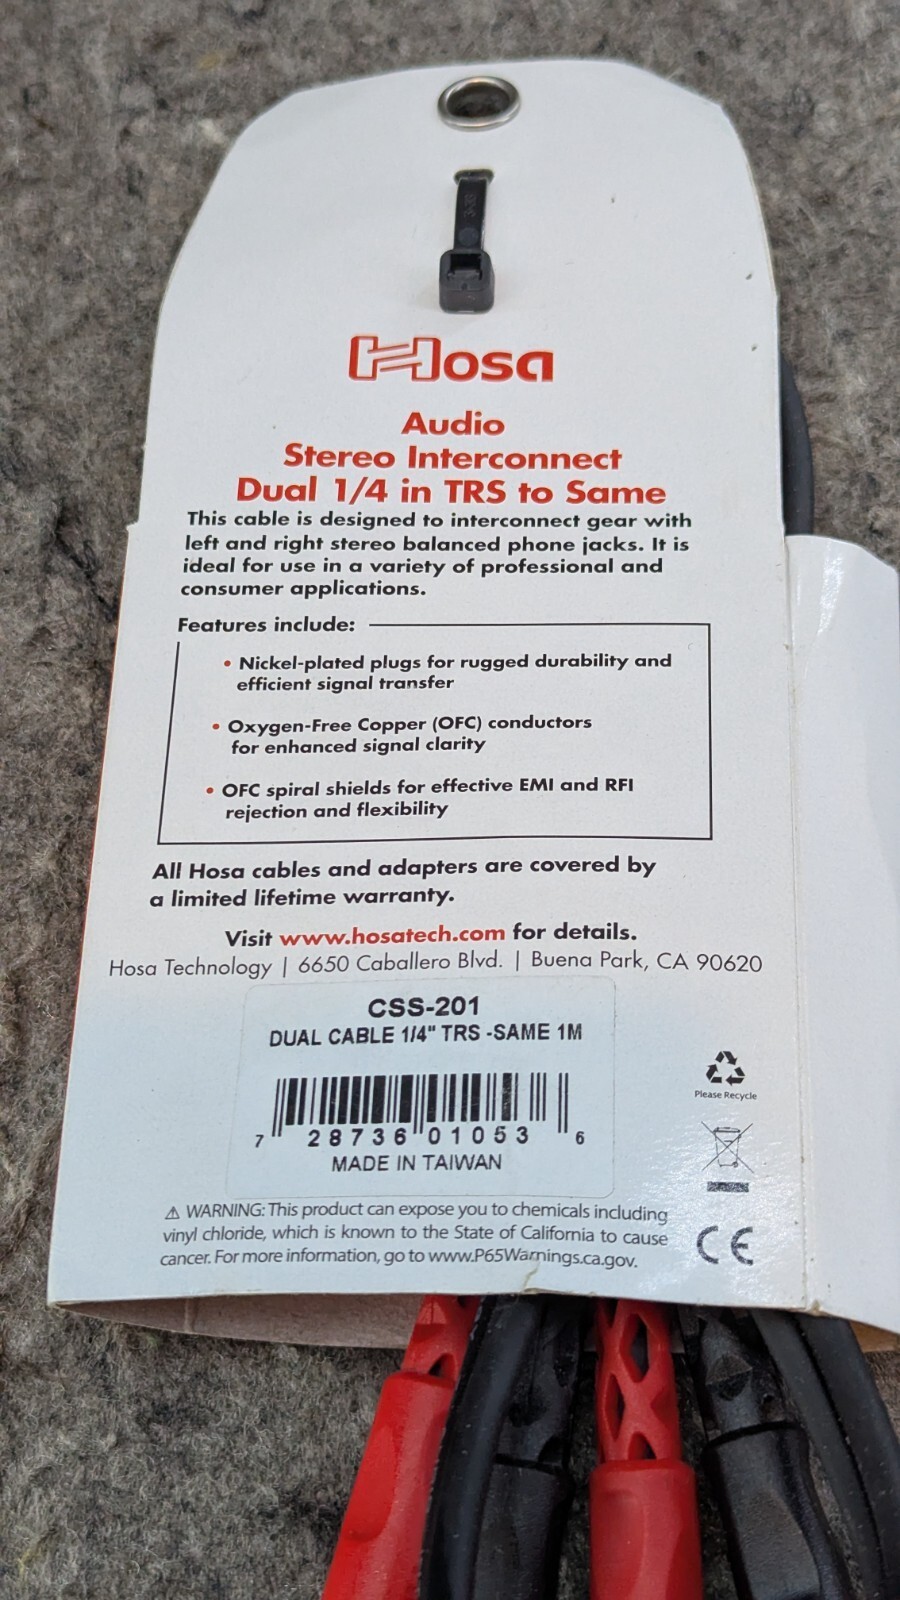 Hosa
Audio
Stereo Interconnect
Dual 1/4 in TRS to Same
This cable is designed to interconnect gear with
left and right stereo balanced phone jacks. It is
ideal for use in a variety of professional and
consumer applications.
Features include:
• Nickel-plated plugs for rugged durability and
efficient signal transfer
• Oxygen-Free Copper (OFC) conductors
for enhanced signal clarity
• OFC spiral shields for effective EMI and RFI
rejection and flexibility
All Hosa cables and adapters are covered by
a limited lifetime warranty.
Visit www.hosatech.com for details.
Hosa Technology | 6650 Caballero Blvd. | Buena Park, CA 90620
CSS-201
DUAL CABLE 1/4" TRS -SAME 1M
7 28736 01053 6
MADE IN TAIWAN
Please Recycle
⚠ WARNING: This product can expose you to chemicals including
vinyl chloride, which is known to the State of California to cause
cancer. For more information, go to www.P65Warnings.ca.gov.
CE